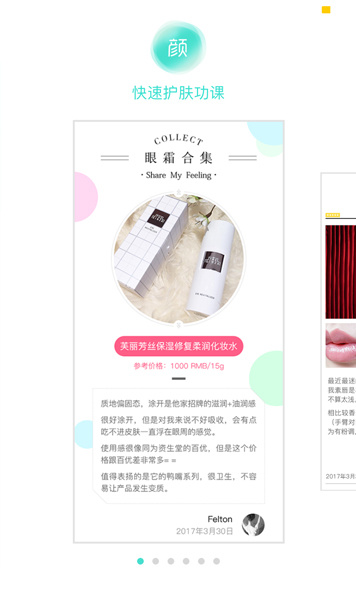 颜
快速护肤功课
COLLECT
眼霜合集
·Share My Feeling·
芙丽芳丝保湿修复柔润化妆水
参考价格：1000 RMB/15g
质地偏固态，涂开是他家招牌的滋润+油润感
很好涂开，但是对我来说不好吸收，会有点
吃不进皮肤一直浮在眼周的感觉。
使用感很像同为资生堂的百优，但是这个价
格跟百优差非常多= =
值得表扬的是它的鸭嘴系列，很卫生，不容
易让产品发生变质。
Felton
2017年3月30日
最近最迷
我素唇是
不算太浅
相比较香
（手臂对
为有粉调
2017年3月